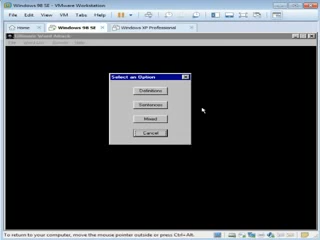 Windows 98 SE - VMware Workstation
File Edit View VM Tabs Help
Home Windows 98 SE Windows XP Professional
Select an Option
Definitions
Sentences
Mixed
Cancel
To return to your computer, move the mouse pointer outside or press Ctrl+Alt.